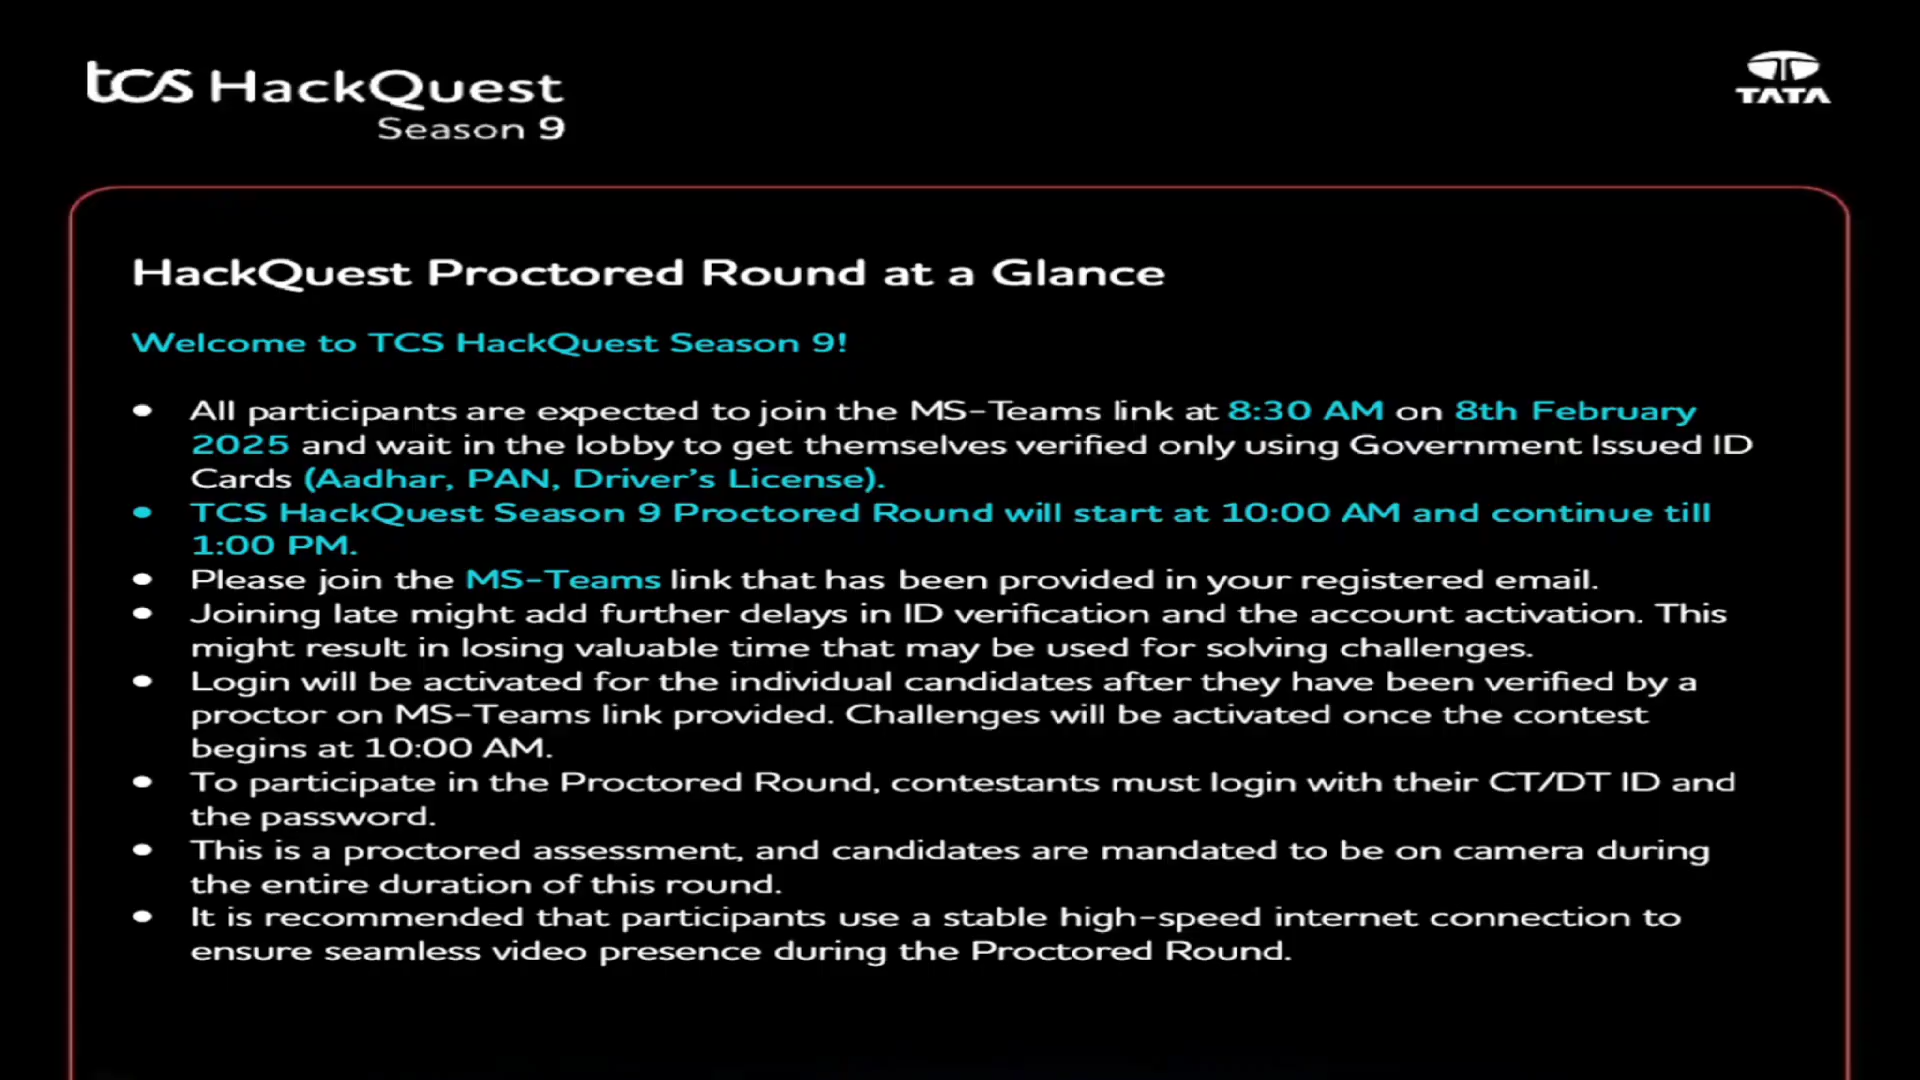 tcs HackQuest
Season 9
TATA
HackQuest Proctored Round at a Glance
Welcome to TCS HackQuest Season 9!
• All participants are expected to join the MS-Teams link at 8:30 AM on 8th February
2025 and wait in the lobby to get themselves verified only using Government Issued ID
Cards (Aadhar, PAN, Driver's License).
• TCS HackQuest Season 9 Proctored Round will start at 10:00 AM and continue till
1:00 PM.
• Please join the MS-Teams link that has been provided in your registered email.
• Joining late might add further delays in ID verification and the account activation. This
might result in losing valuable time that may be used for solving challenges.
• Login will be activated for the individual candidates after they have been verified by a
proctor on MS-Teams link provided. Challenges will be activated once the contest
begins at 10:00 AM.
• To participate in the Proctored Round, contestants must login with their CT/DT ID and
the password.
• This is a proctored assessment, and candidates are mandated to be on camera during
the entire duration of this round.
• It is recommended that participants use a stable high-speed internet connection to
ensure seamless video presence during the Proctored Round.